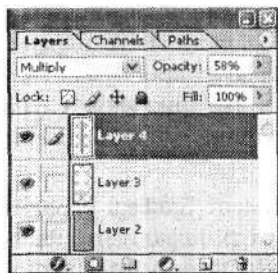 Layers Channels Paths
Multiply Opacity: 58%
Lock: Fill: 100%
Layer 4
Layer 3
Layer 2